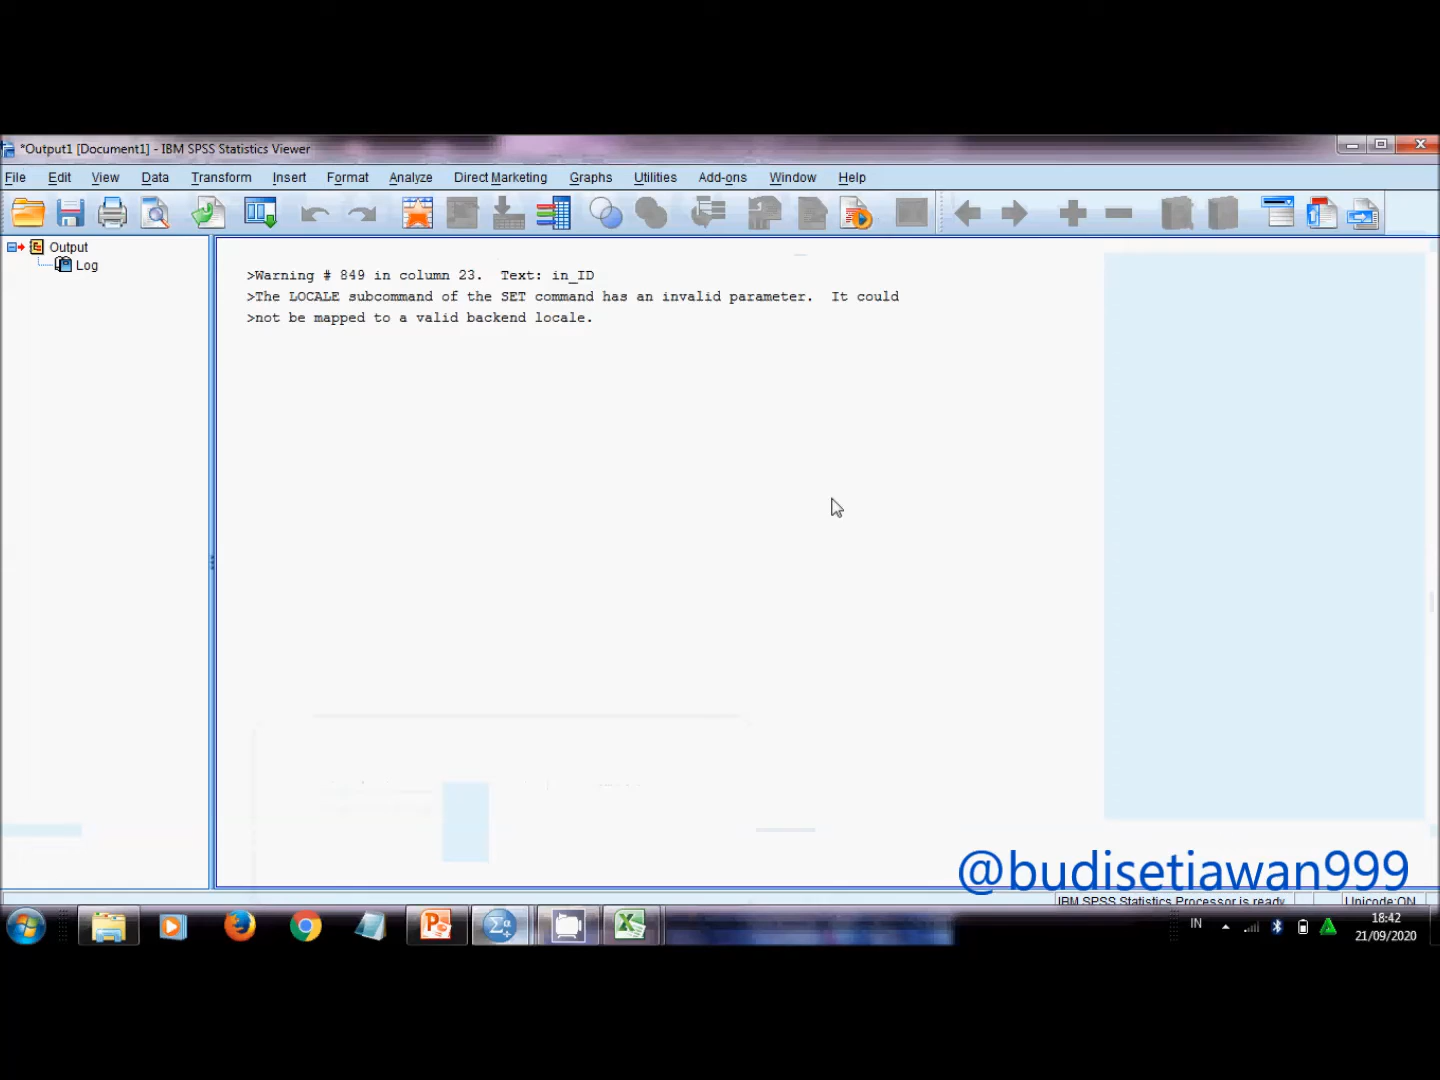 *Output1 [Document1] - IBM SPSS Statistics Viewer
File Edit View Data Transform Insert Format Analyze Direct Marketing Graphs Utilities Add-ons Window Help
Output
Log
>Warning # 849 in column 23.  Text: in_ID
>The LOCALE subcommand of the SET command has an invalid parameter.  It could
>not be mapped to a valid backend locale.
@budisetiawan999
IBM SPSS Statistics Processor is ready
Unicode:ON
IN
18:42
21/09/2020